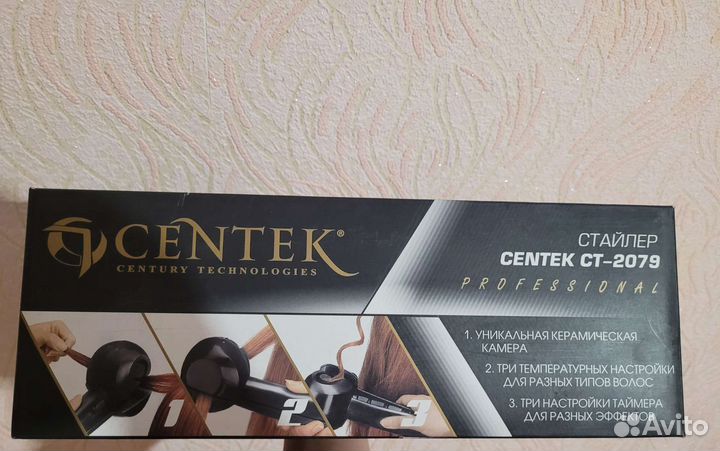 CENTEK®
CENTURY TECHNOLOGIES
СТАЙЛЕР
CENTEK CT-2079
PROFESSIONAL
1. УНИКАЛЬНАЯ КЕРАМИЧЕСКАЯ
КАМЕРА
2. ТРИ ТЕМПЕРАТУРНЫХ НАСТРОЙКИ
ДЛЯ РАЗНЫХ ТИПОВ ВОЛОС
3. ТРИ НАСТРОЙКИ ТАЙМЕРА
ДЛЯ РАЗНЫХ ЭФФЕКТОВ
1
2
3
Avito